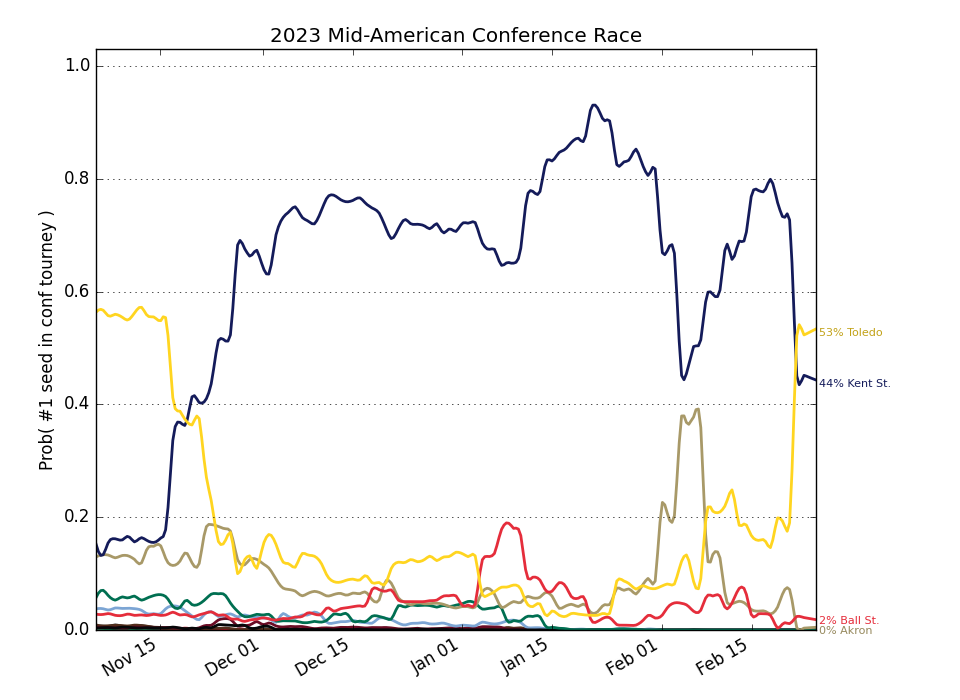 2023 Mid-American Conference Race
Prob( #1 seed in conf tourney )
1.0
0.8
0.6
0.4
0.2
0.0
53% Toledo
44% Kent St.
2% Ball St.
0% Akron
Nov 15
Dec 01
Dec 15
Jan 01
Jan 15
Feb 01
Feb 15